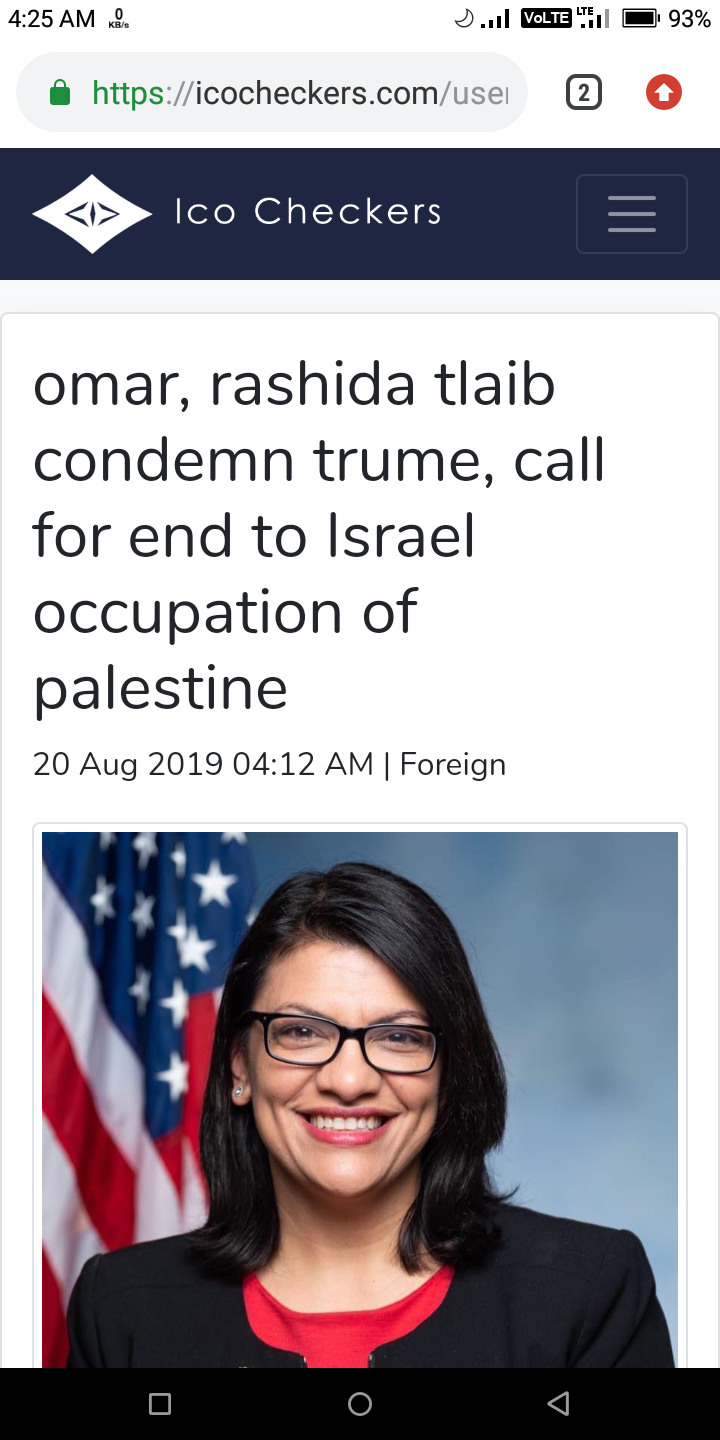 4:25 AM 0 KB/s VoLTE LTE 93%
https://icocheckers.com/user 2
Ico Checkers
omar, rashida tlaib
condemn trume, call
for end to Israel
occupation of
palestine
20 Aug 2019 04:12 AM | Foreign